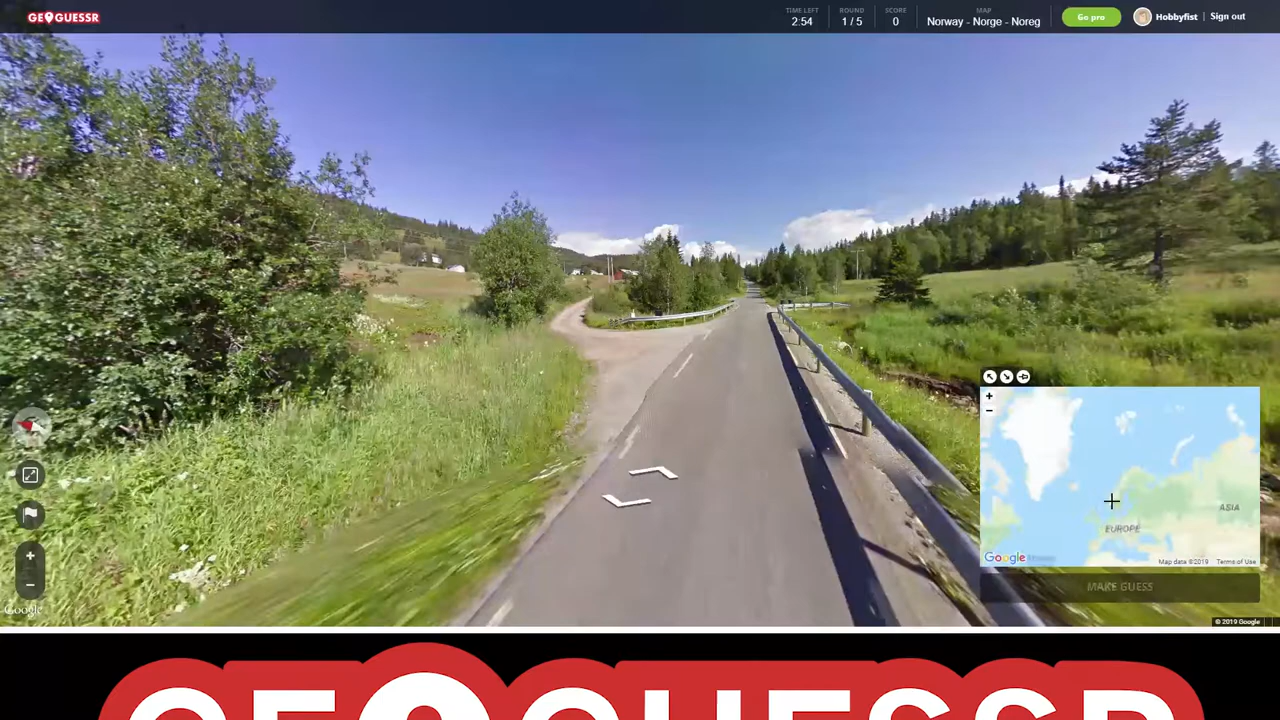 GEOGUESSR
TIME LEFT
2:54
ROUND
1 / 5
SCORE
0
MAP
Norway - Norge - Noreg
Go pro
Hobbyfist
Sign out
EUROPE
ASIA
Google
Map data ©2019
Terms of Use
MAKE GUESS
Google
© 2019 Google
GEOGUESSR